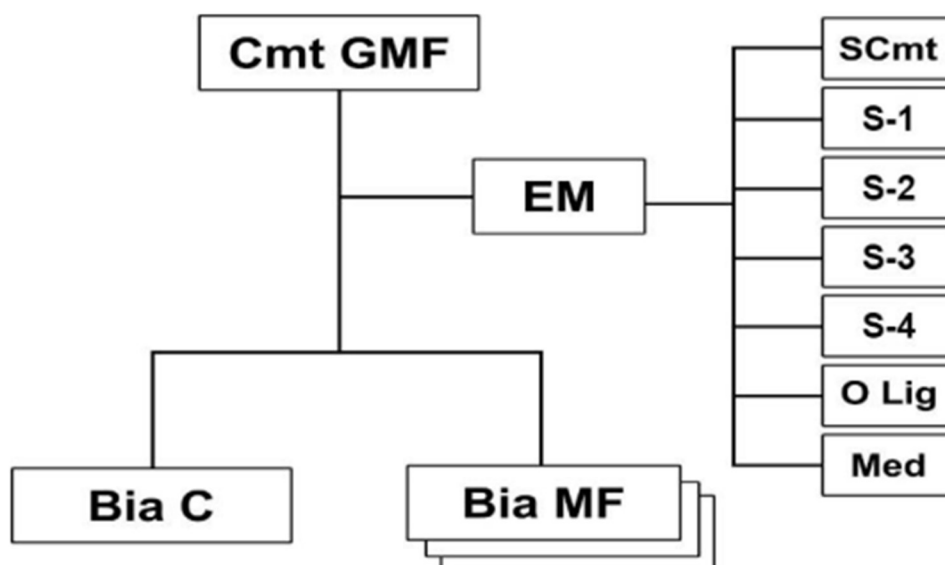 Cmt GMF
EM
SCmt
S-1
S-2
S-3
S-4
O Lig
Med
Bia C
Bia MF